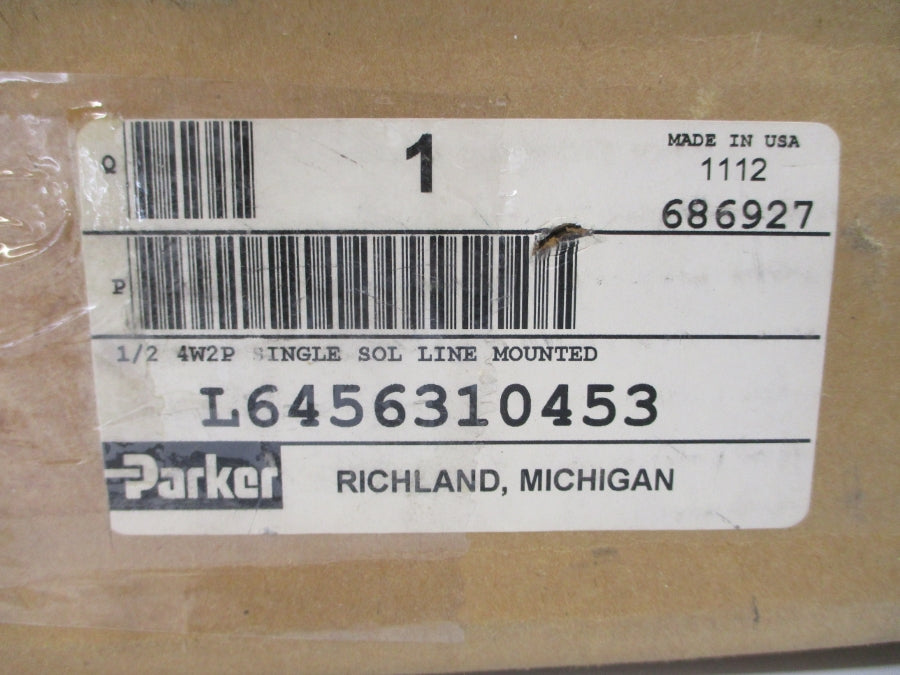 Q
1
MADE IN USA
1112
686927
P
1/2 4W2P SINGLE SOL LINE MOUNTED
L6456310453
Parker
RICHLAND, MICHIGAN